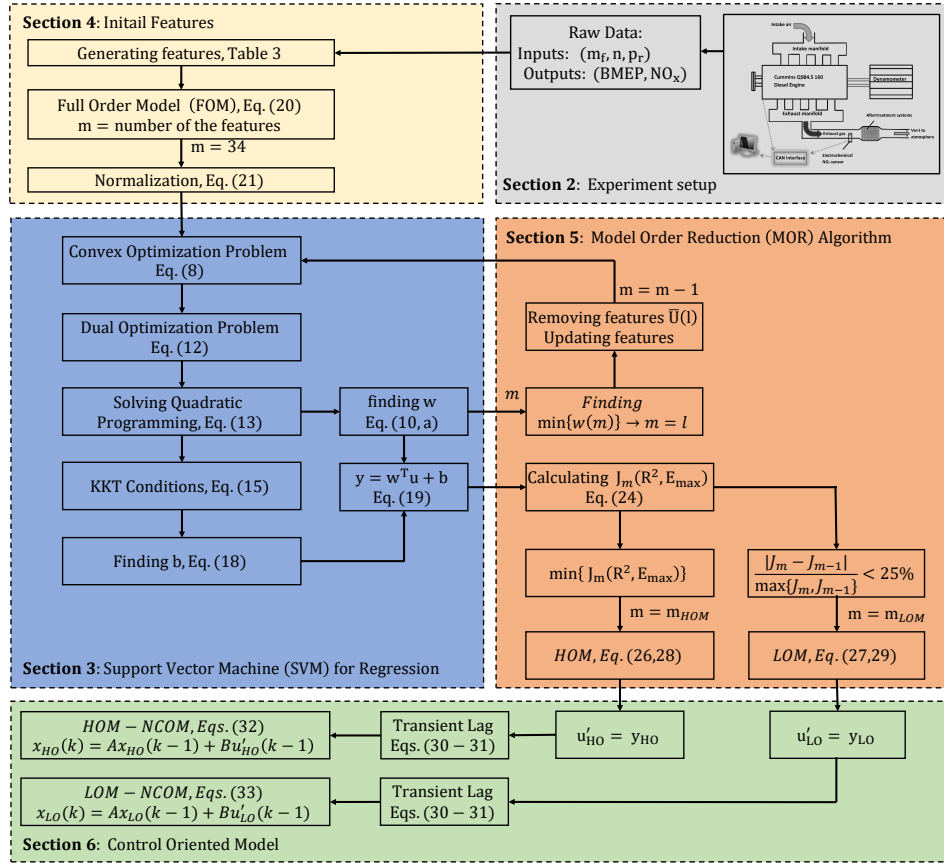 Section 4: Initail Features
Generating features, Table 3
Full Order Model (FOM), Eq. (20)
m = number of the features
m = 34
Normalization, Eq. (21)
Raw Data:
Inputs: (m_f, n, p_r)
Outputs: (BMEP, NO_x)
Intake air
Intake manifold
Cummins QSB4.5 160
Diesel Engine
Dynamometer
Exhaust manifold
Aftertreatment systems
Exhaust gas
Vent to
atmosphere
CAN Interface
Electrochemical
NO_x sensor
Section 2: Experiment setup
Convex Optimization Problem
Eq. (8)
Dual Optimization Problem
Eq. (12)
Solving Quadratic
Programming, Eq. (13)
finding w
Eq. (10, a)
KKT Conditions, Eq. (15)
y = w^T u + b
Eq. (19)
Finding b, Eq. (18)
Section 3: Support Vector Machine (SVM) for Regression
Section 5: Model Order Reduction (MOR) Algorithm
m = m − 1
Removing features U̅(l)
Updating features
m
Finding
min{w(m)} → m = l
Calculating J_m(R², E_max)
Eq. (24)
min{ J_m(R², E_max)}
|J_m − J_{m−1}|
max{J_m, J_{m−1}}
< 25%
m = m_HOM
m = m_LOM
HOM, Eq. (26,28)
LOM, Eq. (27,29)
HOM − NCOM, Eqs. (32)
x_HO(k) = Ax_HO(k − 1) + Bu′_HO(k − 1)
Transient Lag
Eqs. (30 − 31)
u′_HO = y_HO
u′_LO = y_LO
LOM − NCOM, Eqs. (33)
x_LO(k) = Ax_LO(k − 1) + Bu′_LO(k − 1)
Transient Lag
Eqs. (30 − 31)
Section 6: Control Oriented Model